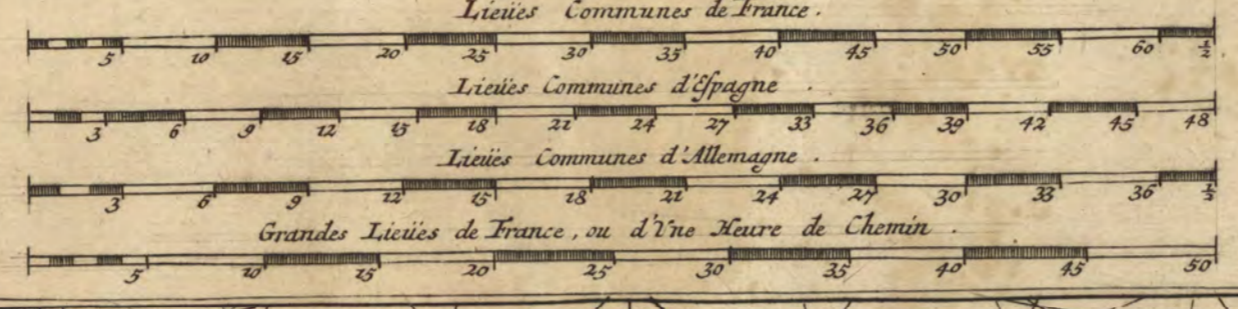 Lieües Communes de France.
5 10 15 20 25 30 35 40 45 50 55 60 ½
Lieües Communes d'Espagne.
3 6 9 12 15 18 21 24 27 33 36 39 42 45 48
Lieües Communes d'Allemagne.
3 6 9 12 15 18 21 24 27 30 33 36 ½
Grandes Lieües de France, ou d'Vne Heure de Chemin.
5 10 15 20 25 30 35 40 45 50